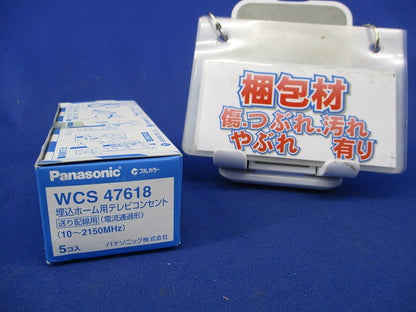 Panasonic
フルカラー
WCS 47618
埋込ホーム用テレビコンセント
送り配線用(電流通過形)
(10〜2150MHz)
5コ入
パナソニック株式会社
梱包材
傷.つぶれ.汚れ
やぶれ 有り